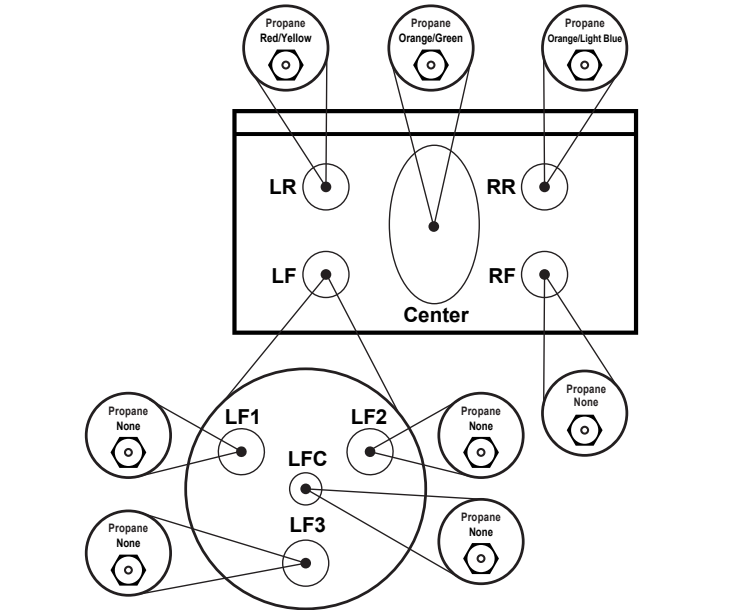 Propane
Red/Yellow
Propane
Orange/Green
Propane
Orange/Light Blue
LR
RR
LF
RF
Center
Propane
None
Propane
None
LF1
LF2
Propane
None
LFC
LF3
Propane
None
Propane
None